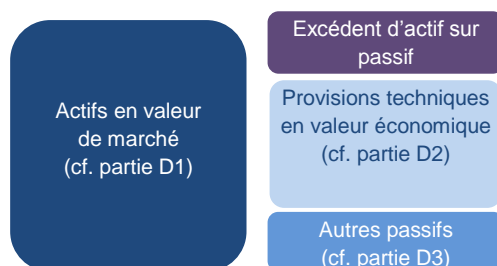 Actifs en valeur
de marché
(cf. partie D1)
Excédent d'actif sur
passif
Provisions techniques
en valeur économique
(cf. partie D2)
Autres passifs
(cf. partie D3)